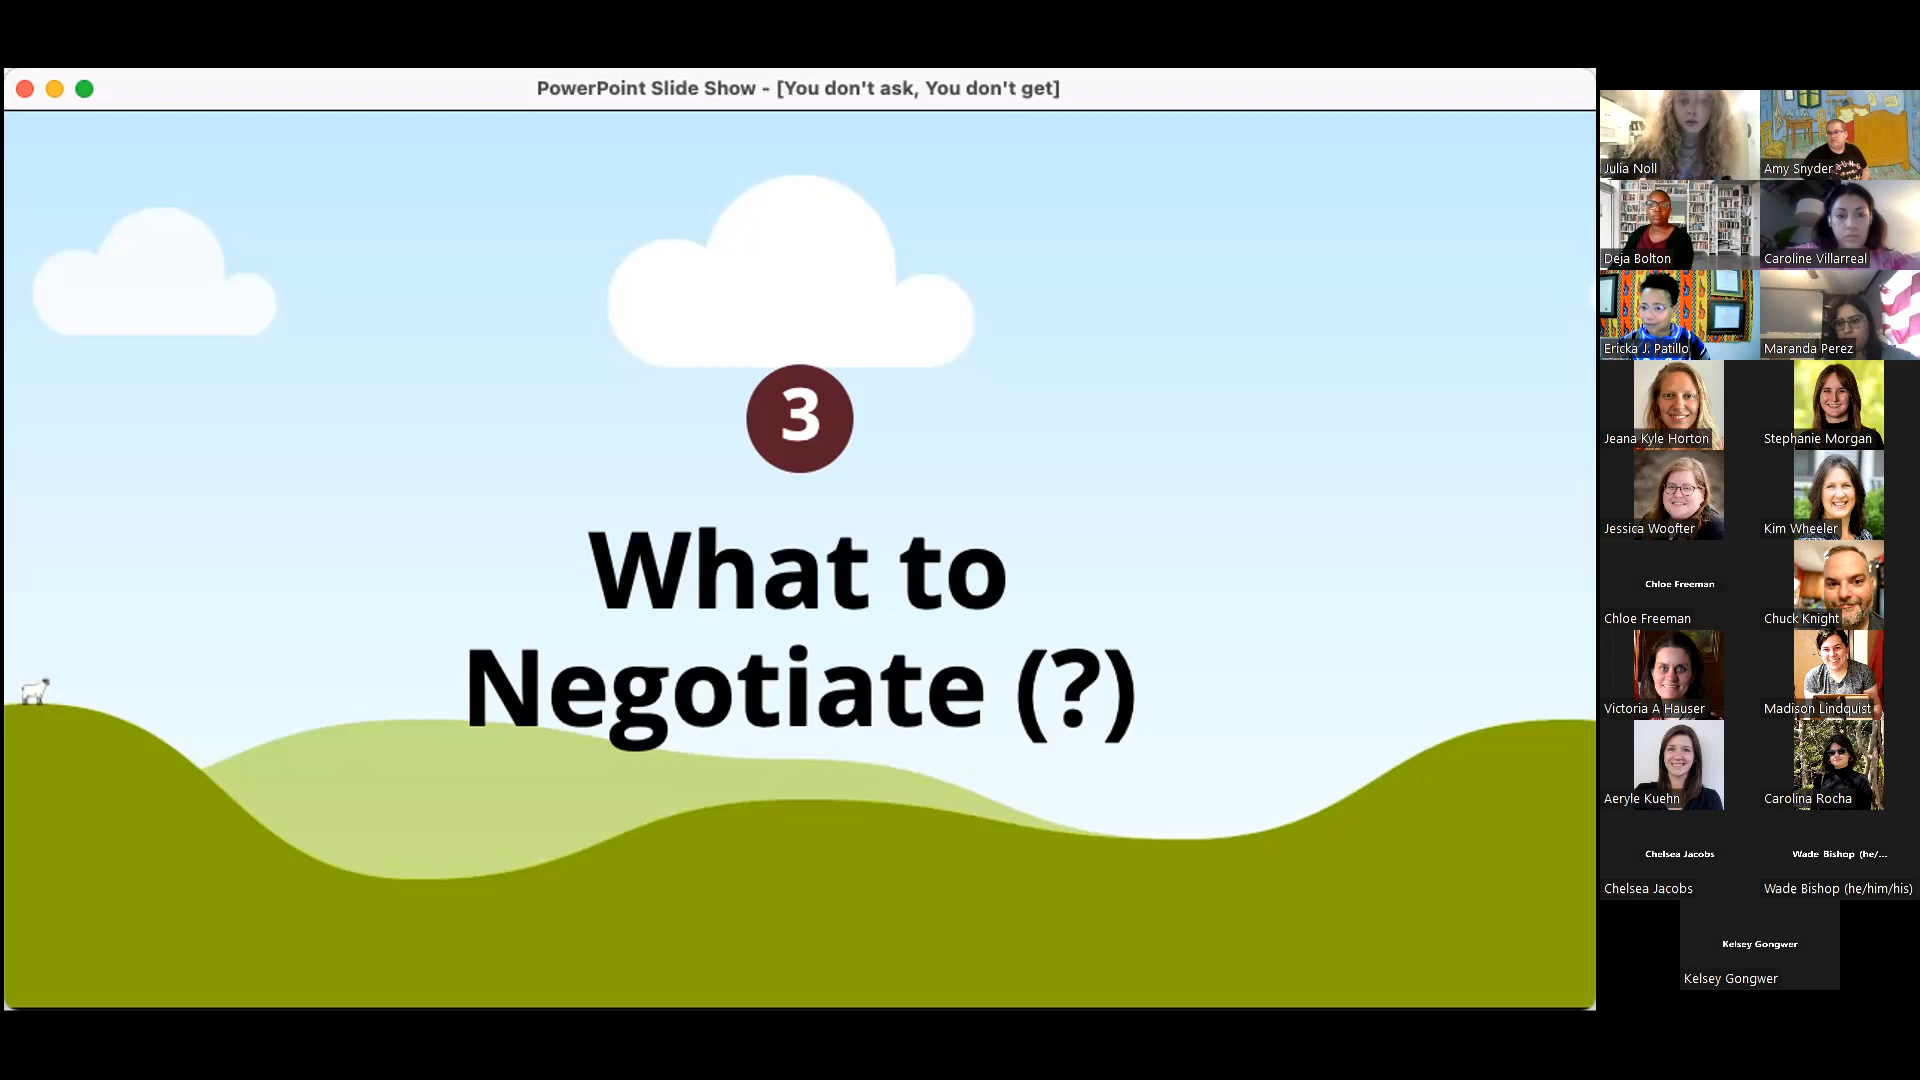 PowerPoint Slide Show - [You don't ask, You don't get]
3
What to
Negotiate (?)
Julia Noll
Amy Snyder
Deja Bolton
Caroline Villarreal
Ericka J. Patillo
Maranda Perez
Jeana Kyle Horton
Stephanie Morgan
Jessica Woofter
Kim Wheeler
Chloe Freeman
Chloe Freeman
Chuck Knight
Victoria A Hauser
Madison Lindquist
Aeryle Kuehn
Carolina Rocha
Chelsea Jacobs
Wade Bishop (he/...
Chelsea Jacobs
Wade Bishop (he/him/his)
Kelsey Gongwer
Kelsey Gongwer